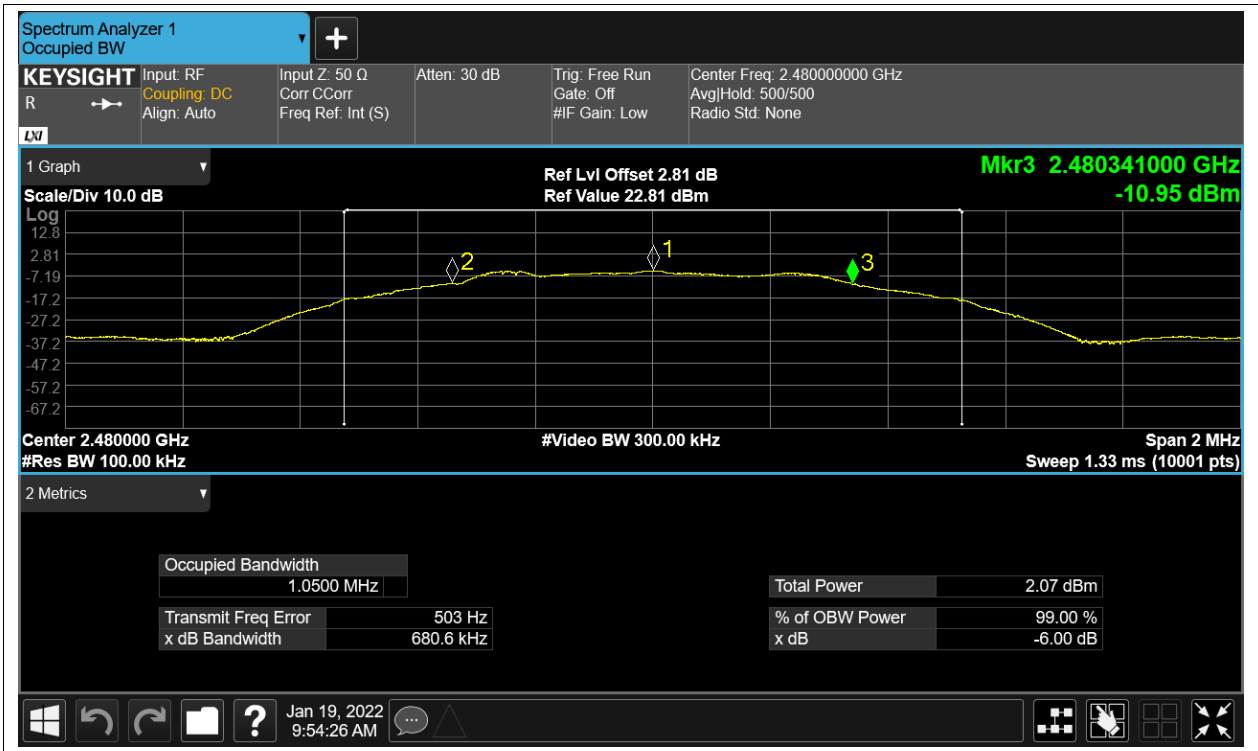 Spectrum Analyzer 1
Occupied BW
▼
+
KEYSIGHT Input: RF Input Z: 50 Ω Atten: 30 dB Trig: Free Run Center Freq: 2.480000000 GHz
R Coupling: DC Corr CCorr Gate: Off Avg|Hold: 500/500
Align: Auto Freq Ref: Int (S) #IF Gain: Low Radio Std: None
LXI
1 Graph ▼ Ref Lvl Offset 2.81 dB Mkr3 2.480341000 GHz
Scale/Div 10.0 dB Ref Value 22.81 dBm -10.95 dBm
Log
12.8
2.81
-7.19
-17.2
-27.2
-37.2
-47.2
-57.2
-67.2
2
1
3
Center 2.480000 GHz #Video BW 300.00 kHz Span 2 MHz
#Res BW 100.00 kHz Sweep 1.33 ms (10001 pts)
2 Metrics ▼
Occupied Bandwidth
1.0500 MHz Total Power 2.07 dBm
Transmit Freq Error 503 Hz % of OBW Power 99.00 %
x dB Bandwidth 680.6 kHz x dB -6.00 dB
? Jan 19, 2022
9:54:26 AM